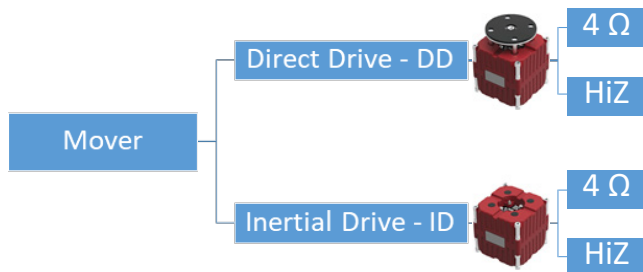 4 Ω
Direct Drive - DD
HiZ
Mover
4 Ω
Inertial Drive - ID
HiZ